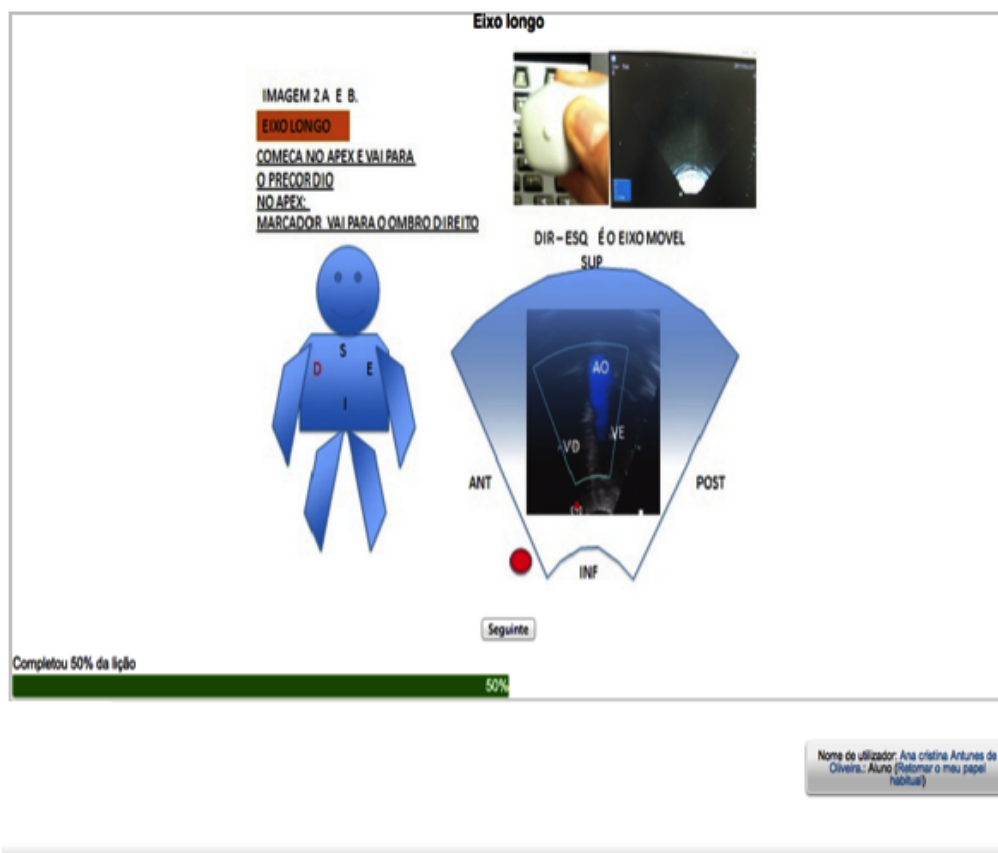 Eixo longo
IMAGEM 2 A E B.
EIXO LONGO
COMECA NO APEX E VAI PARA
O PRECORDIO
NO APEX:
MARCADOR VAI PARA O OMBRO DIREITO
DIR – ESQ É O EIXO MOVEL
SUP
S
D E
I
AO
VE
VD
ANT
POST
INF
Seguinte
Completou 50% da lição
50%
Nome de utilizador: Ana cristina Antunes de
Oliveira.: Aluno (Retomar o meu papel
habitual)